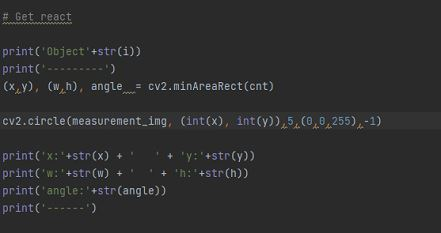 # Get react
print('Object'+str(i))
print('---------')
(x,y), (w,h), angle  = cv2.minAreaRect(cnt)
cv2.circle(measurement_img, (int(x), int(y)),5,(0,0,255),-1)
print('x:'+str(x) + '   ' + 'y:'+str(y))
print('w:'+str(w) + '  ' + 'h:'+str(h))
print('angle:'+str(angle))
print('------')